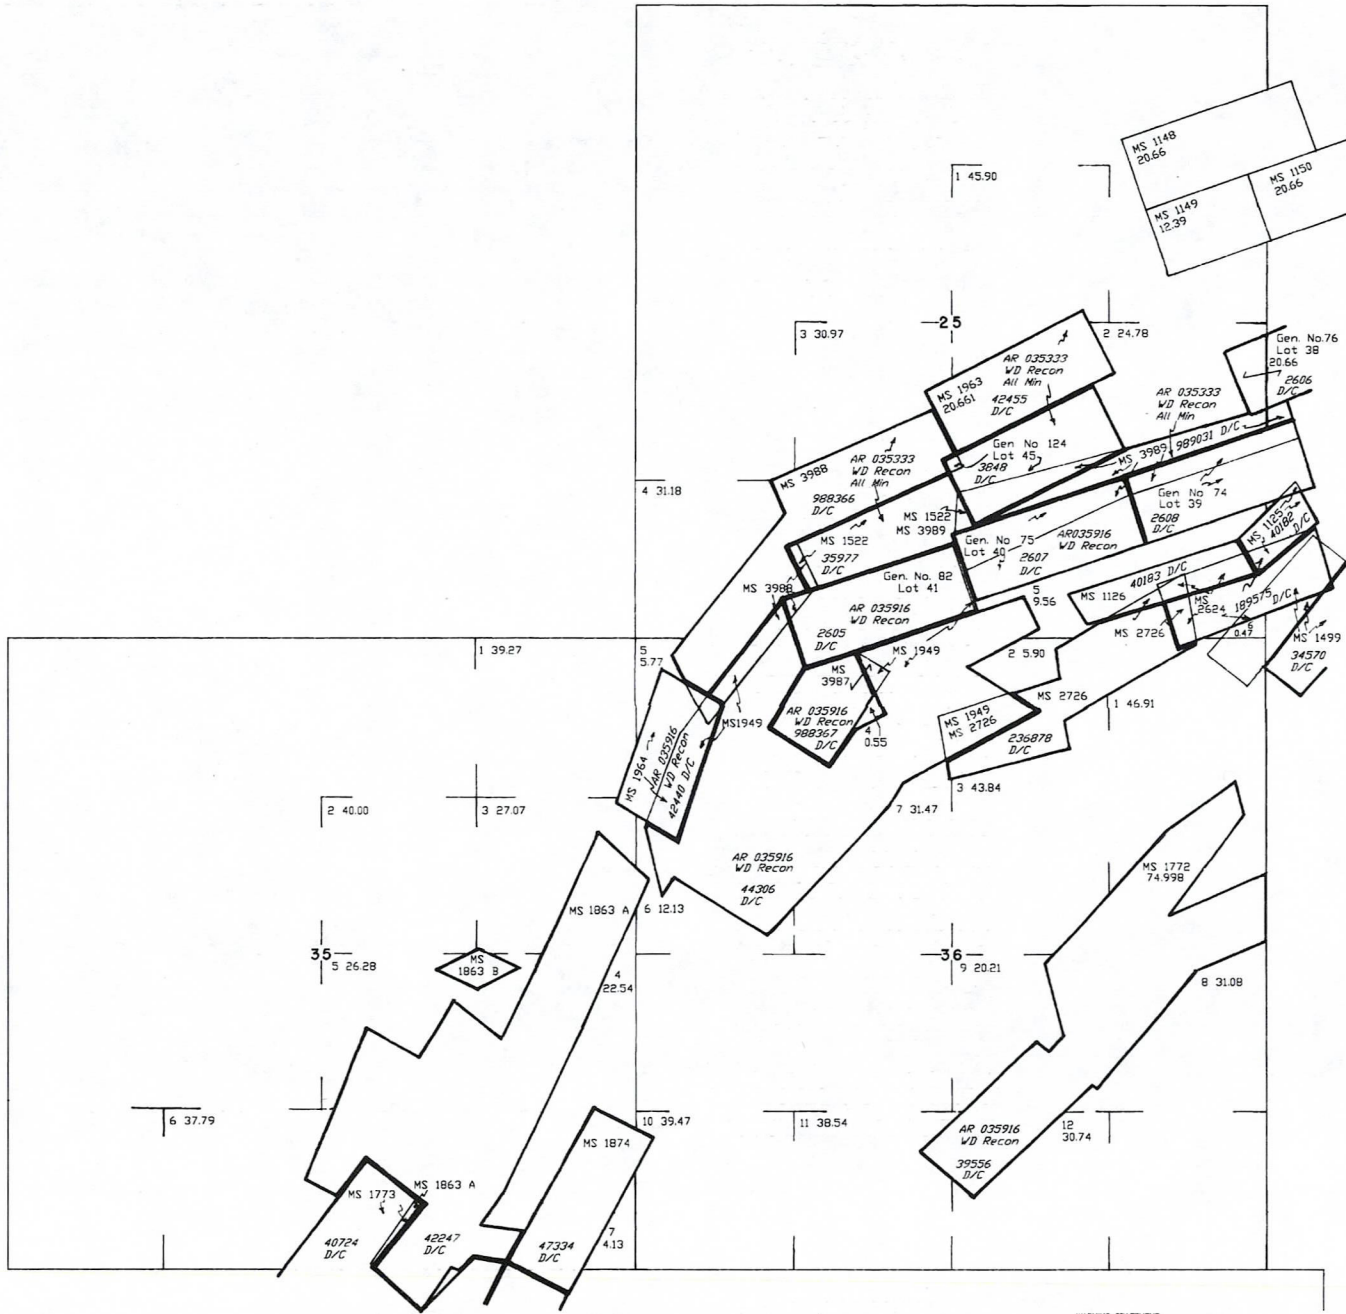 MS 1148
20.66
MS 1150
20.66
MS 1149
12.39
1 45.90
25
3 30.97
2 24.78
Gen. No.76
Lot 38
20.66
2606
D/C
AR 035333
WD Recon
All Min
MS 1963
20.661
42455
D/C
AR 035333
WD Recon
All Min
989031 D/C
MS 3989
Gen No 124
Lot 45
3848
D/C
MS 3988
AR 035333
WD Recon
All Min
988366
D/C
4 31.18
Gen No 74
Lot 39
2608
D/C
MS 1522
MS 3989
MS 1125
40182
D/C
MS 1522
35977
D/C
Gen. No 75
Lot 40
AR035916
WD Recon
2607
D/C
MS 3988
Gen. No. 82
Lot 41
40183 D/C
5
9.56
MS 1126
MS
2624
189575
D/C
AR 035916
WD Recon
2605
D/C
MS 2726
6
0.47
MS 1499
34570
D/C
1 39.27
5
5.77
MS 1949
2 5.90
MS
3987
AR 035916
WD Recon
988367
D/C
MS1949
MS 2726
1 46.91
MS 1949
MS 2726
236878
D/C
4
0.55
MS 1964
AR 035916
WD Recon
42440 D/C
2 40.00
3 27.07
7 31.47
3 43.84
AR 035916
WD Recon
44306
D/C
MS 1772
74.998
MS 1863 A
6 12.13
35
5 26.28
MS
1863 B
36
9 20.21
4
22.54
8 31.08
6 37.79
10 39.47
11 38.54
12
30.74
MS 1874
AR 035916
WD Recon
39556
D/C
MS 1863 A
MS 1773
40724
D/C
42247
D/C
47334
D/C
7
4.13